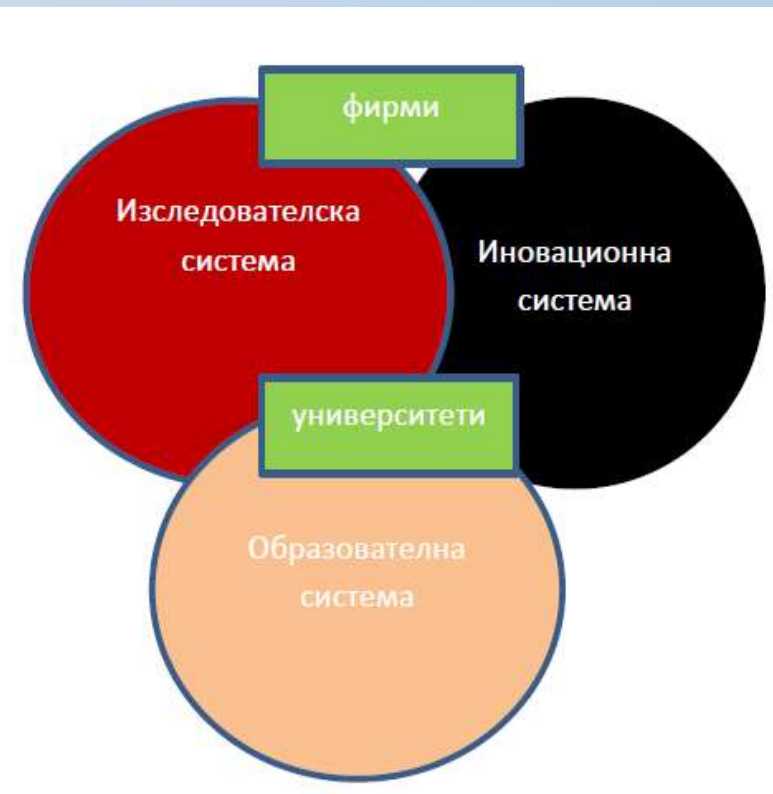 фирми
Изследователска
система
Иновационна
система
университети
Образователна
система